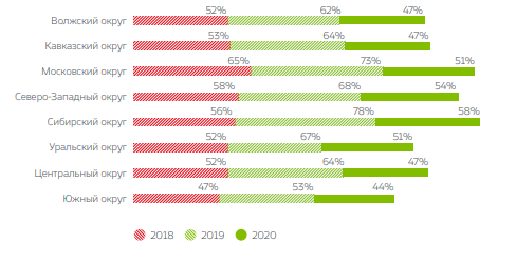 52% 62% 47%
Волжский округ
53% 64% 47%
Кавказский округ
65% 73% 51%
Московский округ
58% 68% 54%
Северо-Западный округ
56% 78% 58%
Сибирский округ
52% 67% 51%
Уральский округ
52% 64% 47%
Центральный округ
47% 53% 44%
Южный округ
2018 2019 2020